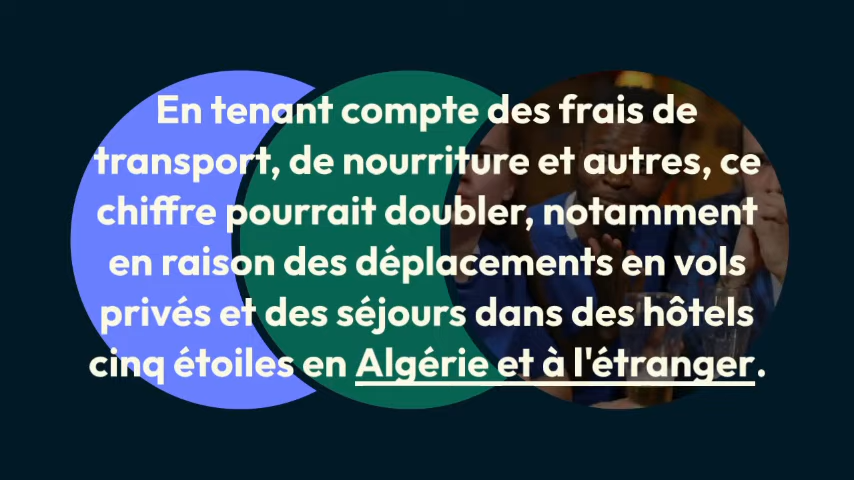 En tenant compte des frais de
transport, de nourriture et autres, ce
chiffre pourrait doubler, notamment
en raison des déplacements en vols
privés et des séjours dans des hôtels
cinq étoiles en Algérie et à l'étranger.